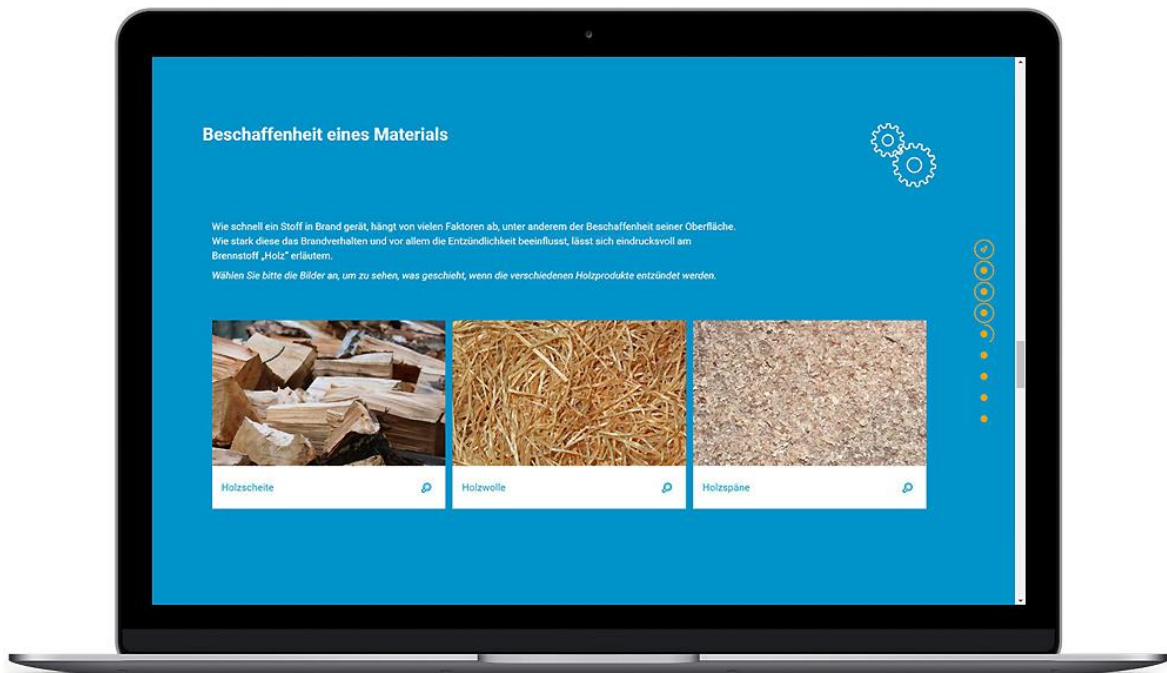 Beschaffenheit eines Materials
Wie schnell ein Stoff in Brand gerät, hängt von vielen Faktoren ab, unter anderem der Beschaffenheit seiner Oberfläche.
Wie stark diese das Brandverhalten und vor allem die Entzündlichkeit beeinflusst, lässt sich eindrucksvoll am
Brennstoff „Holz“ erläutern.
Wählen Sie bitte die Bilder an, um zu sehen, was geschieht, wenn die verschiedenen Holzprodukte entzündet werden.
Holzscheite
Holzwolle
Holzspäne